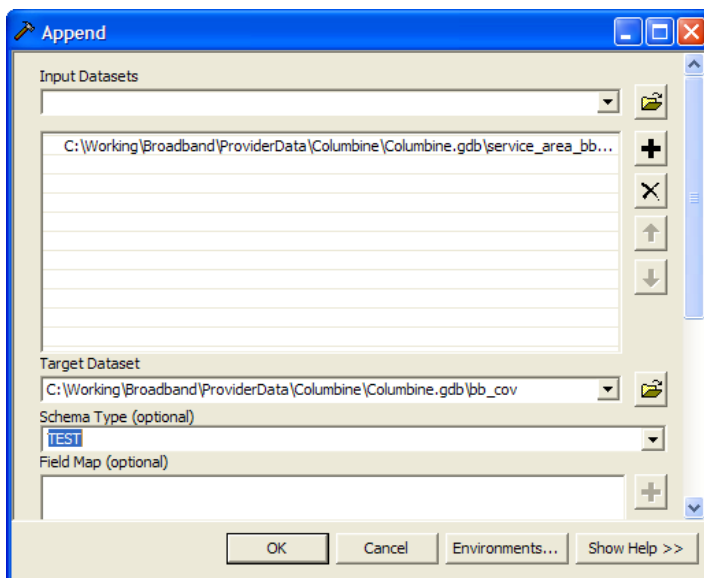 Append
Input Datasets
C:\Working\Broadband\ProviderData\Columbine\Columbine.gdb\service_area_bb...
Target Dataset
C:\Working\Broadband\ProviderData\Columbine\Columbine.gdb\bb_cov
Schema Type (optional)
TEST
Field Map (optional)
OK Cancel Environments... Show Help >>